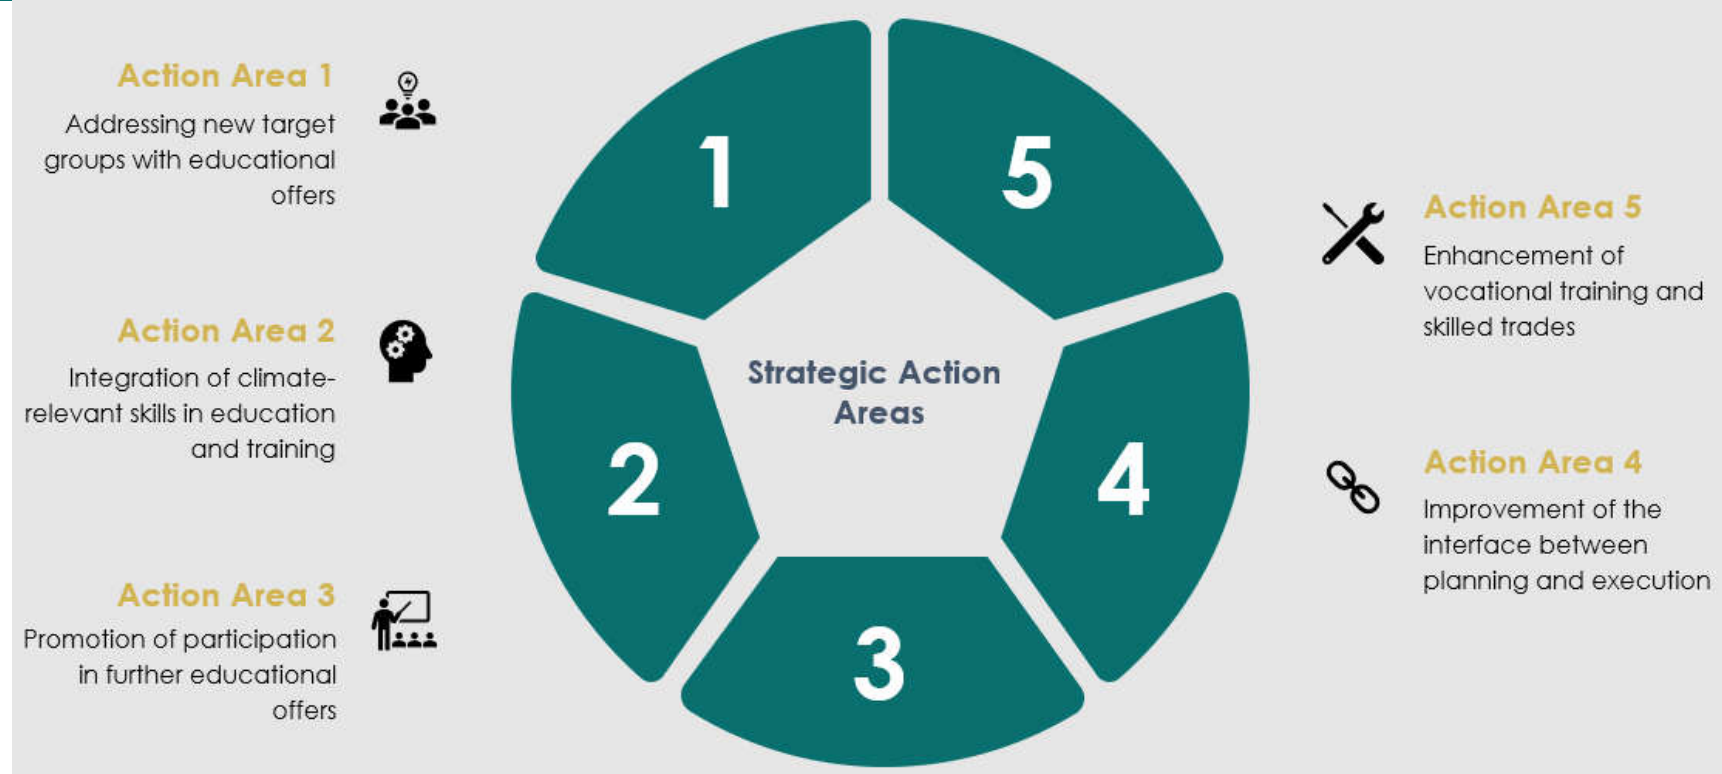 Action Area 1
Addressing new target
groups with educational
offers
Action Area 2
Integration of climate-
relevant skills in education
and training
Action Area 3
Promotion of participation
in further educational
offers
1
5
2
4
3
Strategic Action
Areas
Action Area 5
Enhancement of
vocational training and
skilled trades
Action Area 4
Improvement of the
interface between
planning and execution